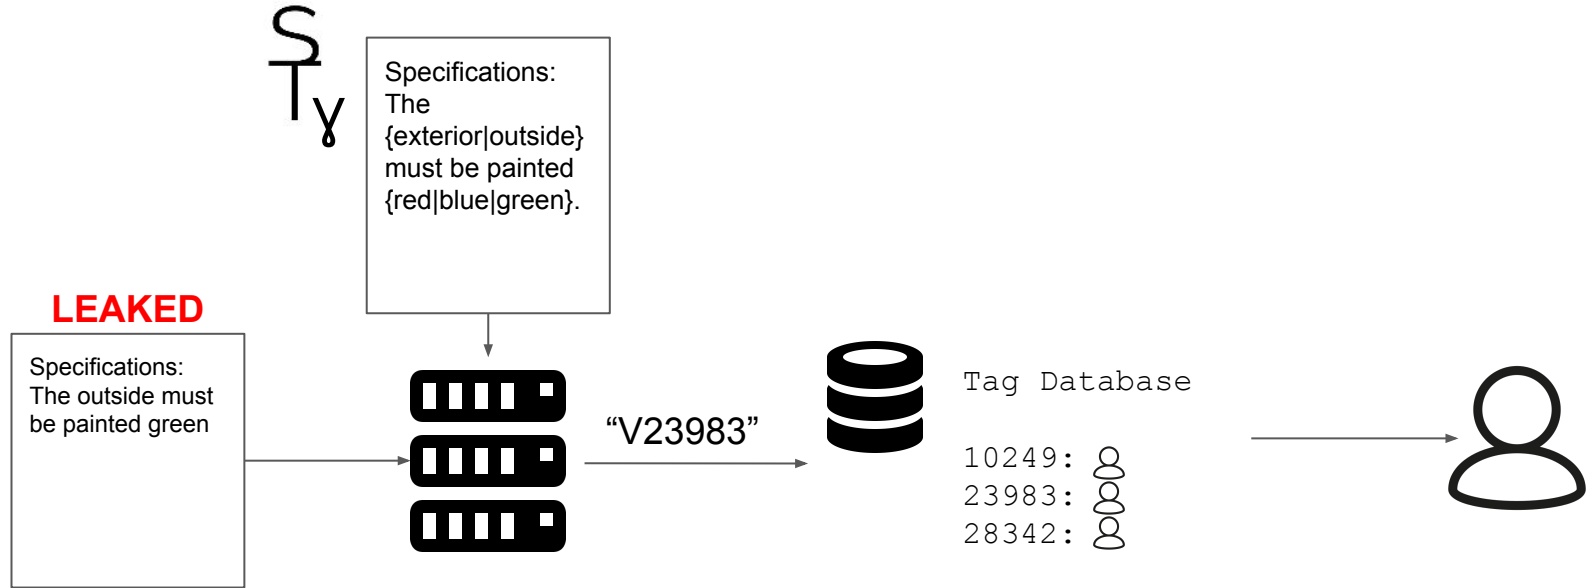 S
Tγ
Specifications:
The
{exterior|outside}
must be painted
{red|blue|green}.
LEAKED
Specifications:
The outside must
be painted green
“V23983”
Tag Database
10249:
23983:
28342: